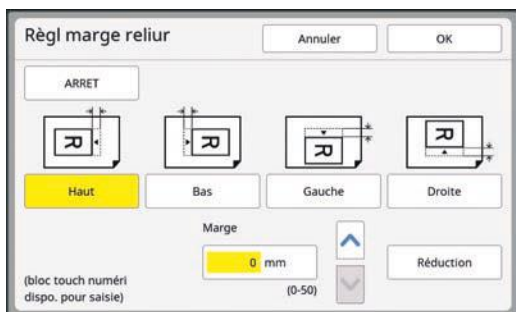 Règl marge reliur
Annuler
OK
ARRET
R
R
R
R
Haut
Bas
Gauche
Droite
Marge
0 mm
Réduction
(bloc touch numéri
dispo. pour saisie)
(0-50)